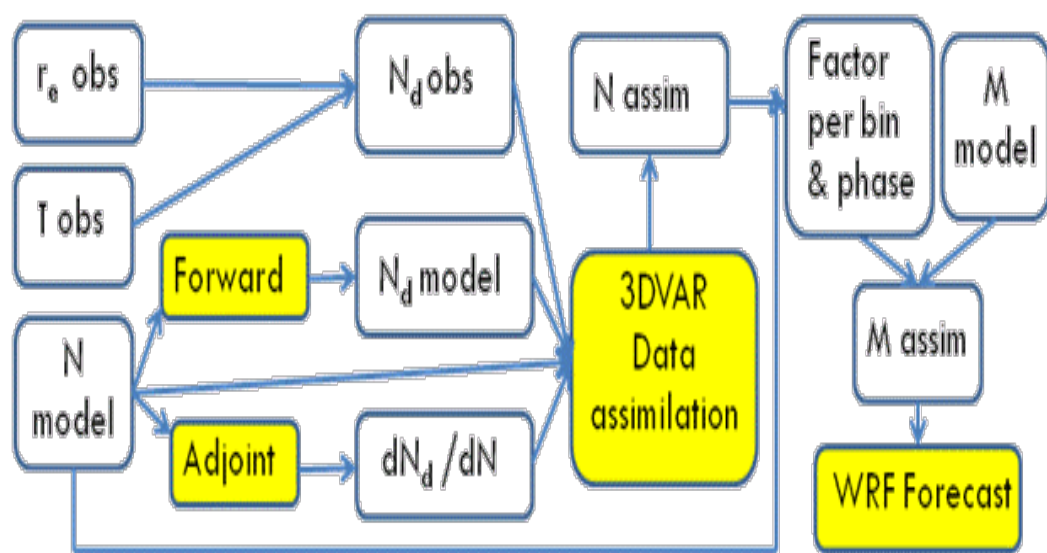 r_e obs
T obs
N
model
Forward
Adjoint
N_d obs
N_d model
dN_d /dN
N assim
3DVAR
Data
assimilation
Factor
per bin
& phase
M
model
M assim
WRF Forecast